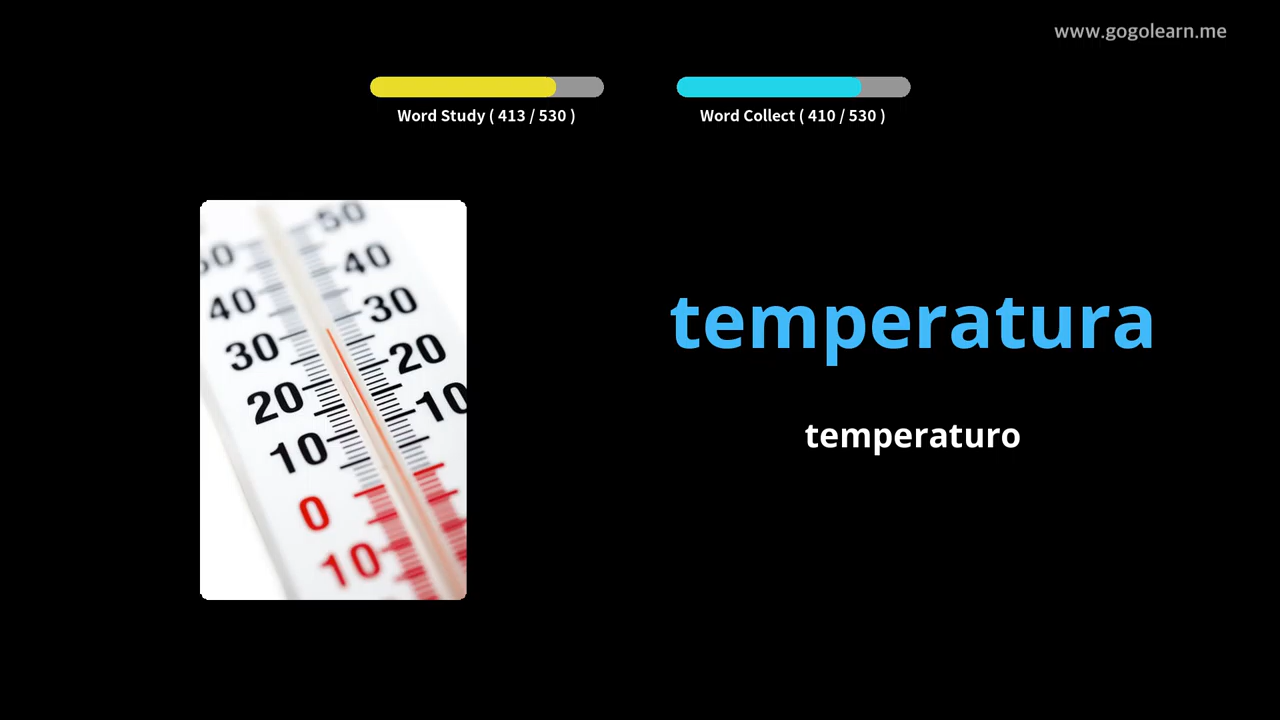 www.gogolearn.me
Word Study ( 413 / 530 )
Word Collect ( 410 / 530 )
50
50
40
40
30
30
20
20
10
10
0
10
temperatura
temperaturo